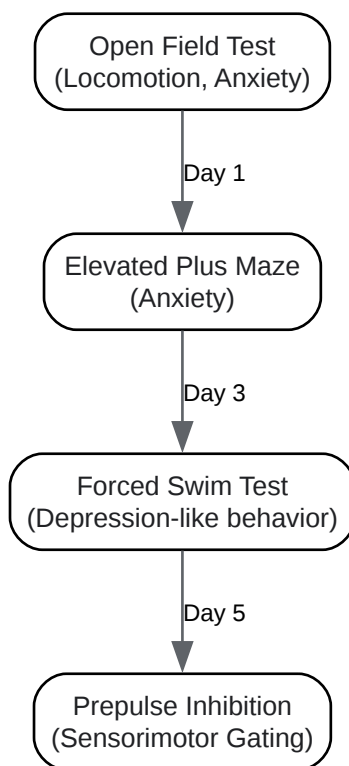 Open Field Test
(Locomotion, Anxiety)
Day 1
Elevated Plus Maze
(Anxiety)
Day 3
Forced Swim Test
(Depression-like behavior)
Day 5
Prepulse Inhibition
(Sensorimotor Gating)